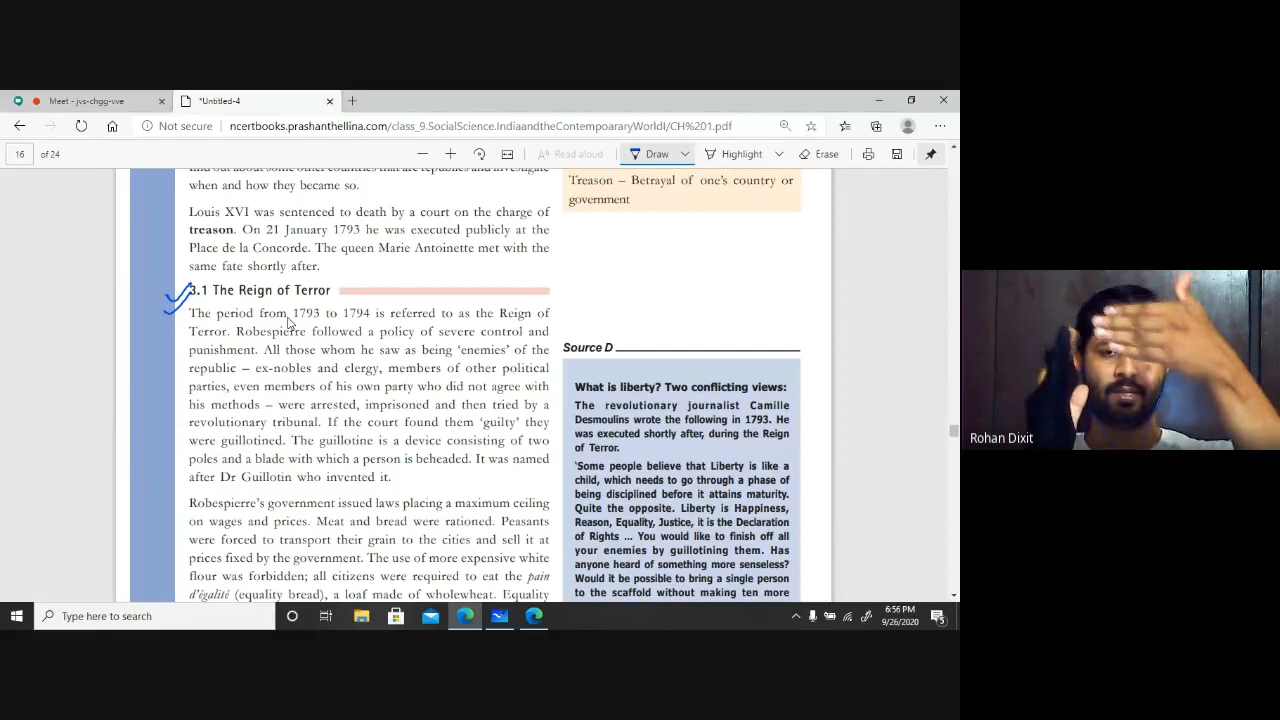 Meet - jvs-chgg-vve
*Untitled-4
Not secure
ncertbooks.prashanthellina.com/class_9.SocialScience.IndiaandtheContempoararyWorldI/CH%201.pdf
16 of 24
Read aloud
Draw
Highlight
Erase
find out about some other countries that are republics and investigate
when and how they became so.
Louis XVI was sentenced to death by a court on the charge of
treason. On 21 January 1793 he was executed publicly at the
Place de la Concorde. The queen Marie Antoinette met with the
same fate shortly after.
3.1 The Reign of Terror
The period from 1793 to 1794 is referred to as the Reign of
Terror. Robespierre followed a policy of severe control and
punishment. All those whom he saw as being ‘enemies’ of the
republic – ex-nobles and clergy, members of other political
parties, even members of his own party who did not agree with
his methods – were arrested, imprisoned and then tried by a
revolutionary tribunal. If the court found them ‘guilty’ they
were guillotined. The guillotine is a device consisting of two
poles and a blade with which a person is beheaded. It was named
after Dr Guillotin who invented it.
Robespierre’s government issued laws placing a maximum ceiling
on wages and prices. Meat and bread were rationed. Peasants
were forced to transport their grain to the cities and sell it at
prices fixed by the government. The use of more expensive white
flour was forbidden; all citizens were required to eat the pain
d’égalité (equality bread), a loaf made of wholewheat. Equality
Treason – Betrayal of one’s country or
government
Source D
What is liberty? Two conflicting views:
The revolutionary journalist Camille
Desmoulins wrote the following in 1793. He
was executed shortly after, during the Reign
of Terror.
‘Some people believe that Liberty is like a
child, which needs to go through a phase of
being disciplined before it attains maturity.
Quite the opposite. Liberty is Happiness,
Reason, Equality, Justice, it is the Declaration
of Rights … You would like to finish off all
your enemies by guillotining them. Has
anyone heard of something more senseless?
Would it be possible to bring a single person
to the scaffold without making ten more
Rohan Dixit
Type here to search
6:56 PM
9/26/2020
5